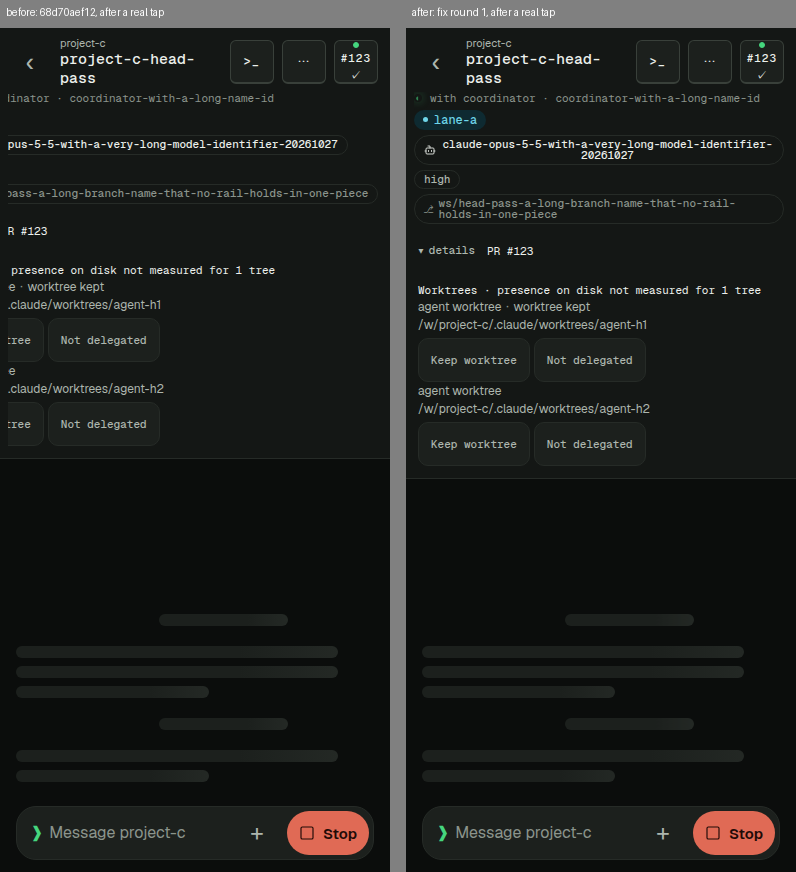 before: 68d70aef12, after a real tap
project-c
project-c-head-
pass
>_
...
#123
✓
linator · coordinator-with-a-long-name-id
pus-5-5-with-a-very-long-model-identifier-20261027
pass-a-long-branch-name-that-no-rail-holds-in-one-piece
R #123
presence on disk not measured for 1 tree
e · worktree kept
.claude/worktrees/agent-h1
tree
Not delegated
e
.claude/worktrees/agent-h2
tree
Not delegated
Message project-c
+
Stop
after: fix round 1, after a real tap
project-c
project-c-head-
pass
>_
...
#123
✓
with coordinator · coordinator-with-a-long-name-id
lane-a
claude-opus-5-5-with-a-very-long-model-identifier-
20261027
high
ws/head-pass-a-long-branch-name-that-no-rail-
holds-in-one-piece
▾ details PR #123
Worktrees · presence on disk not measured for 1 tree
agent worktree · worktree kept
/w/project-c/.claude/worktrees/agent-h1
Keep worktree
Not delegated
agent worktree
/w/project-c/.claude/worktrees/agent-h2
Keep worktree
Not delegated
Message project-c
+
Stop